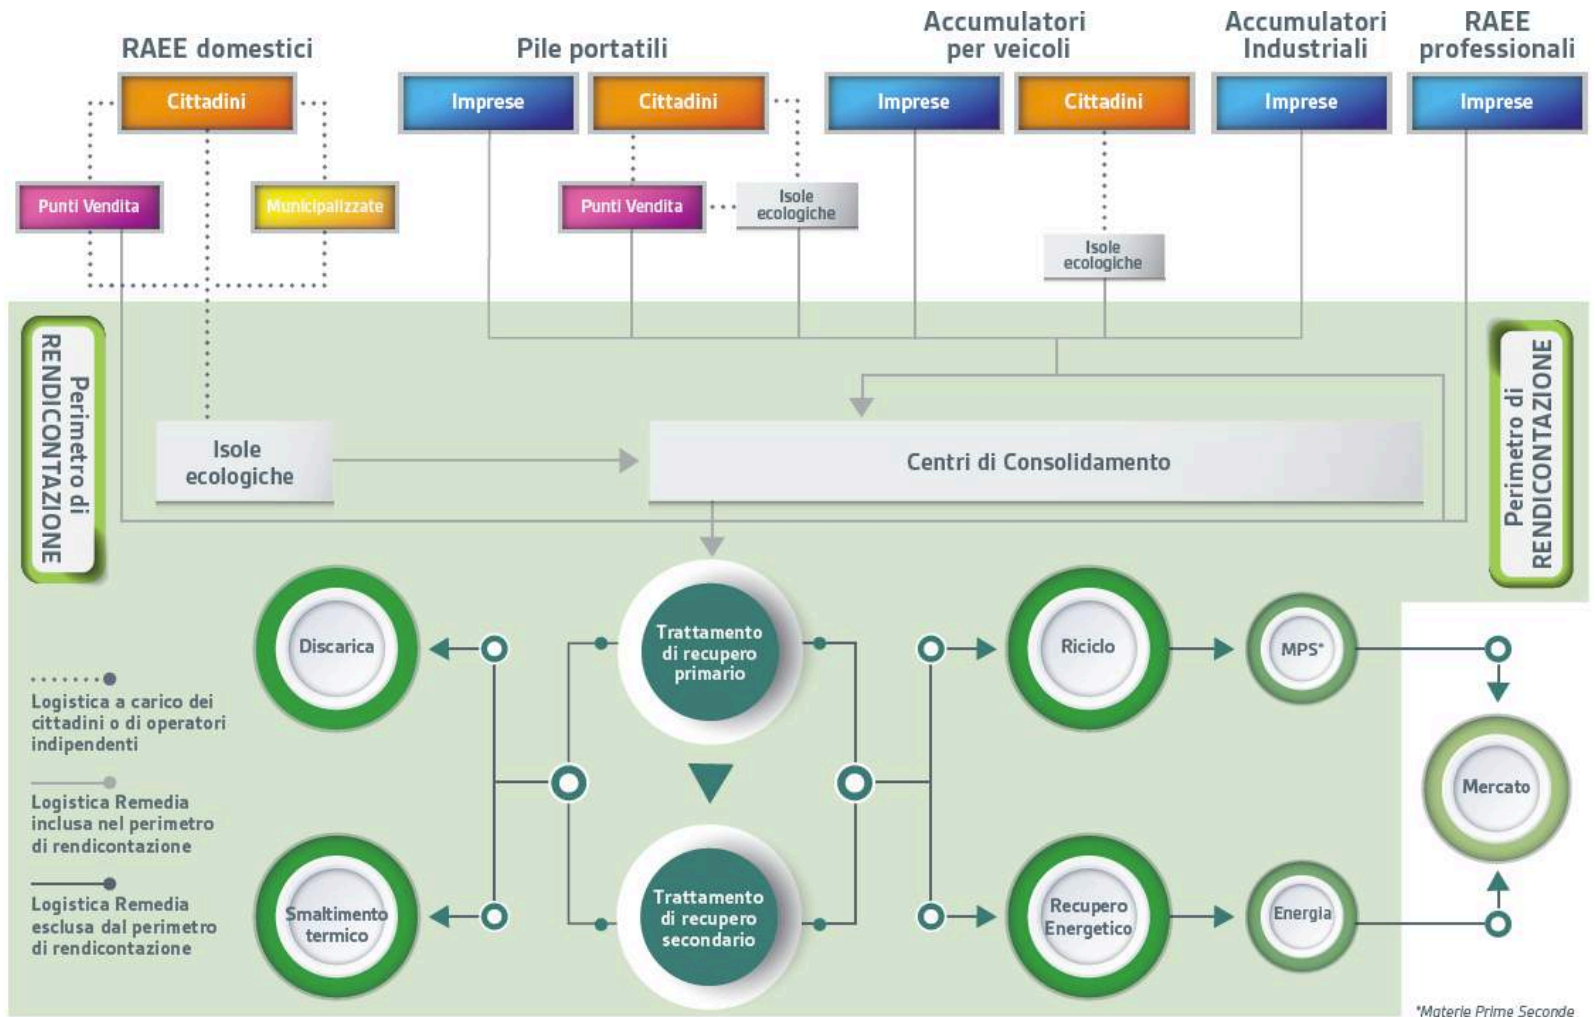 RAEE domestici
Pile portatili
Accumulatori
per veicoli
Accumulatori
Industriali
RAEE
professionali
Cittadini
Imprese
Cittadini
Imprese
Cittadini
Imprese
Imprese
Punti Vendita
Municipalizzate
Punti Vendita
Isole
ecologiche
Isole
ecologiche
Perimetro di
RENDICONTAZIONE
Perimetro di
RENDICONTAZIONE
Isole
ecologiche
Centri di Consolidamento
Discarica
Trattamento
di recupero
primario
Riciclo
MPS*
Logistica a carico dei
cittadini o di operatori
indipendenti
Logistica Remedia
inclusa nel perimetro
di rendicontazione
Mercato
Logistica Remedia
esclusa dal perimetro
di rendicontazione
Smaltimento
termico
Trattamento
di recupero
secondario
Recupero
Energetico
Energia
*Materie Prime Seconde